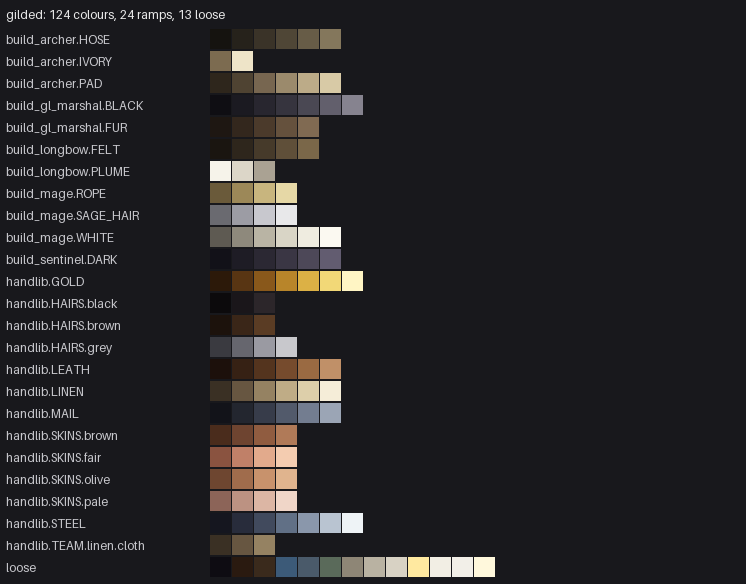 gilded: 124 colours, 24 ramps, 13 loose
build_archer.HOSE
build_archer.IVORY
build_archer.PAD
build_gl_marshal.BLACK
build_gl_marshal.FUR
build_longbow.FELT
build_longbow.PLUME
build_mage.ROPE
build_mage.SAGE_HAIR
build_mage.WHITE
build_sentinel.DARK
handlib.GOLD
handlib.HAIRS.black
handlib.HAIRS.brown
handlib.HAIRS.grey
handlib.LEATH
handlib.LINEN
handlib.MAIL
handlib.SKINS.brown
handlib.SKINS.fair
handlib.SKINS.olive
handlib.SKINS.pale
handlib.STEEL
handlib.TEAM.linen.cloth
loose